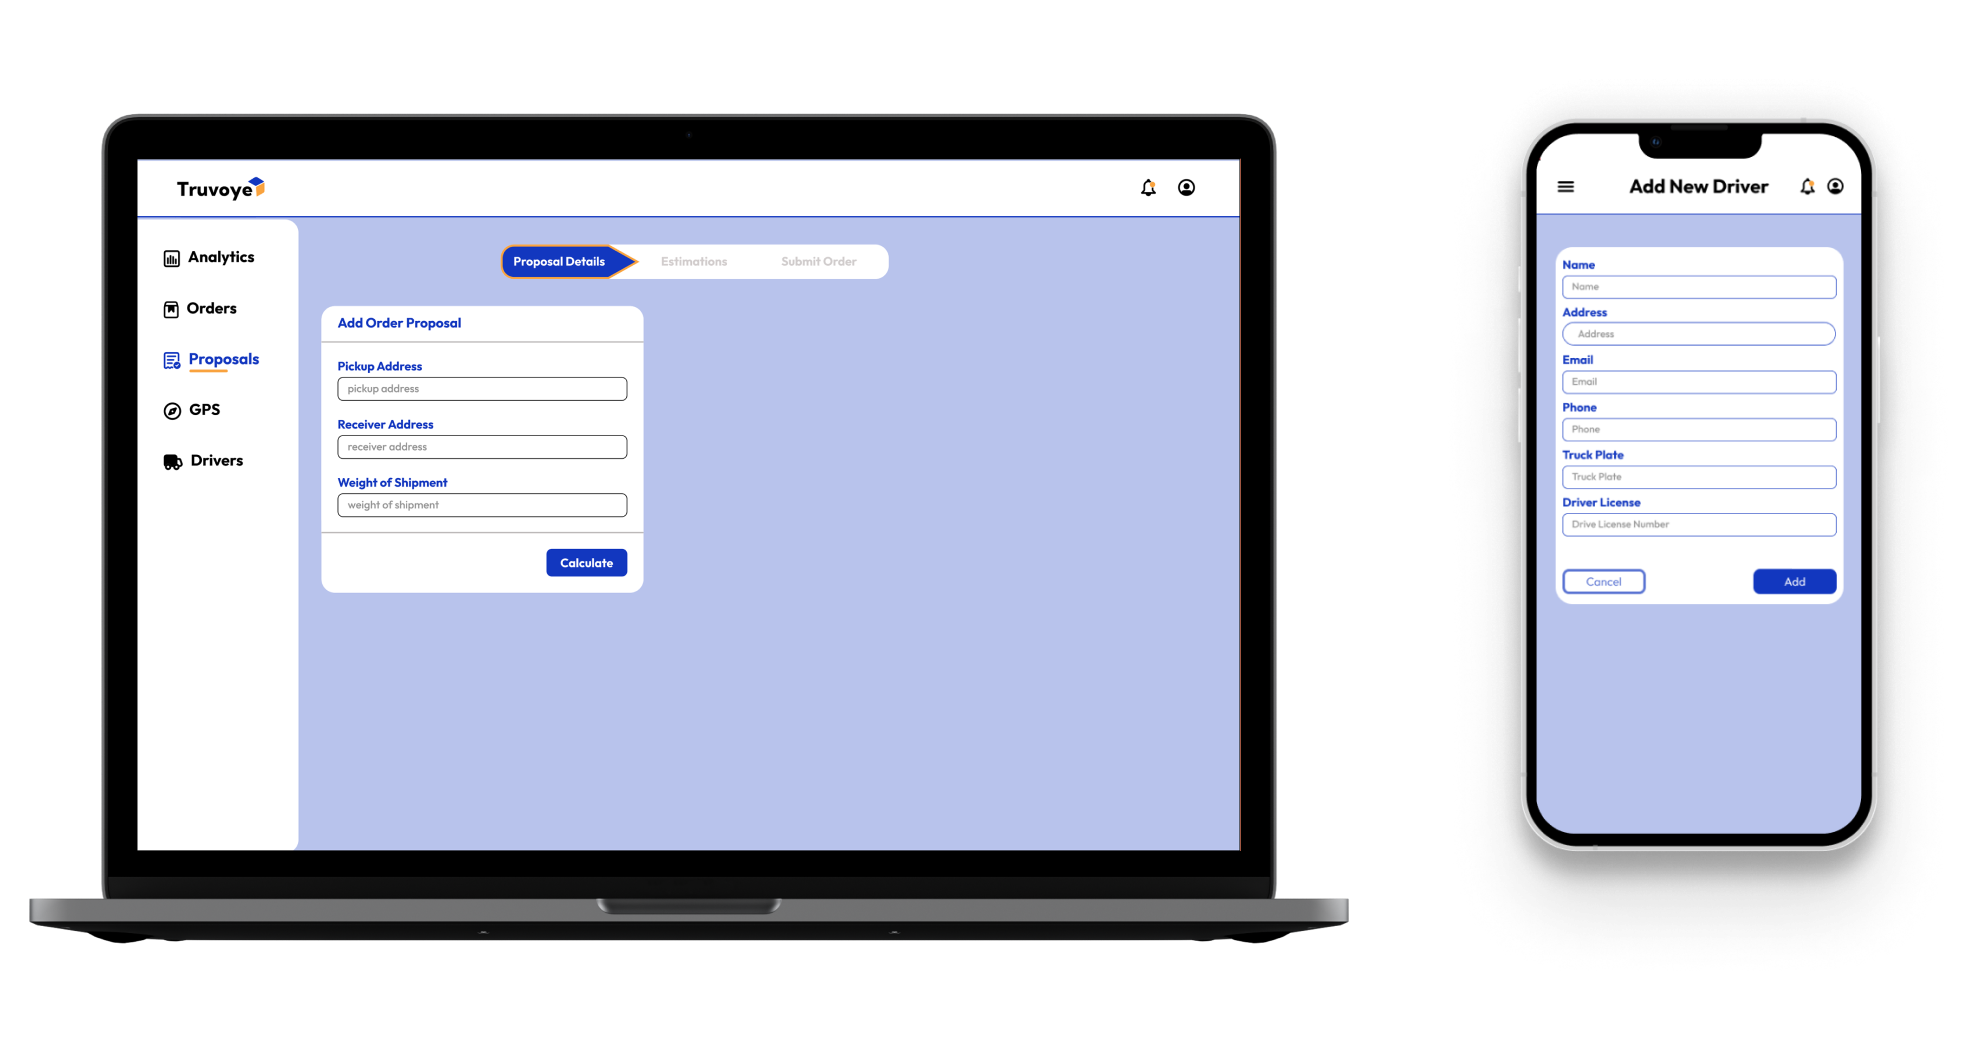 Truvoye
Analytics
Orders
Proposals
GPS
Drivers
Proposal Details
Estimations
Submit Order
Add Order Proposal
Pickup Address
pickup address
Receiver Address
receiver address
Weight of Shipment
weight of shipment
Calculate
Add New Driver
Name
Name
Address
Address
Email
Email
Phone
Phone
Truck Plate
Truck Plate
Driver License
Drive License Number
Cancel
Add